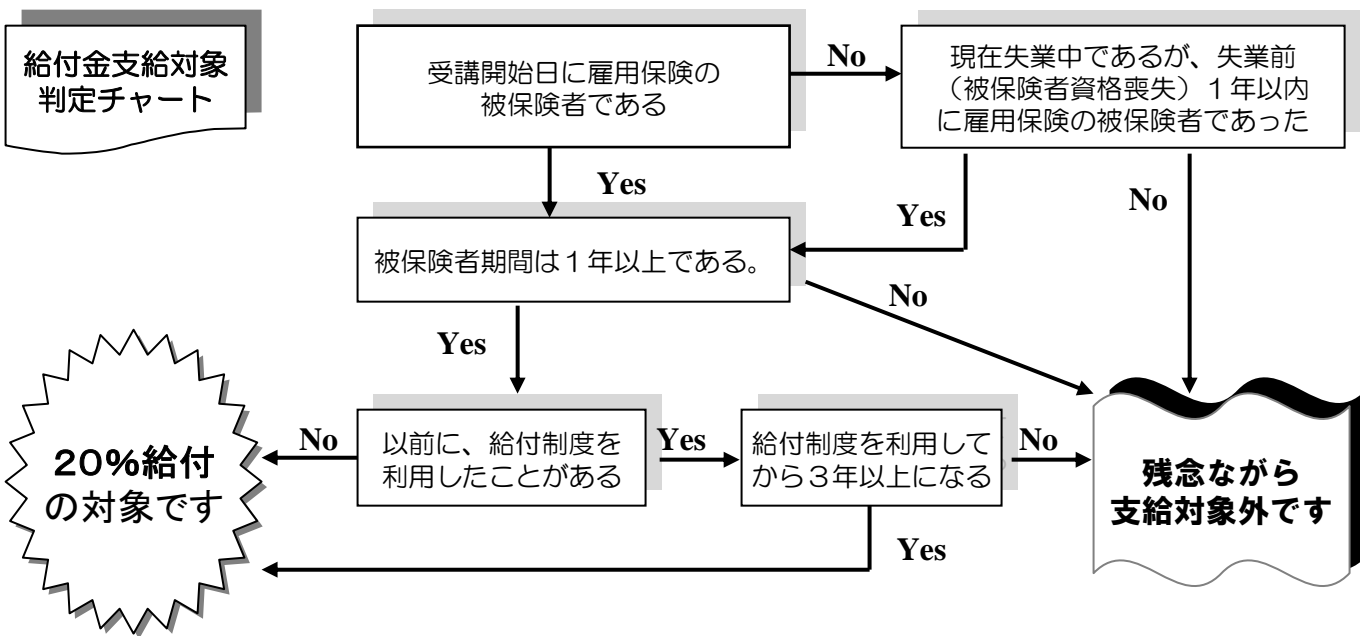 給付金支給対象
判定チャート
受講開始日に雇用保険の
被保険者である
No
現在失業中であるが、失業前
（被保険者資格喪失）１年以内
に雇用保険の被保険者であった
Yes
Yes
No
被保険者期間は１年以上である。
No
Yes
20％給付
の対象です
No
以前に、給付制度を
利用したことがある
Yes
給付制度を利用して
から３年以上になる
No
残念ながら
支給対象外です
Yes